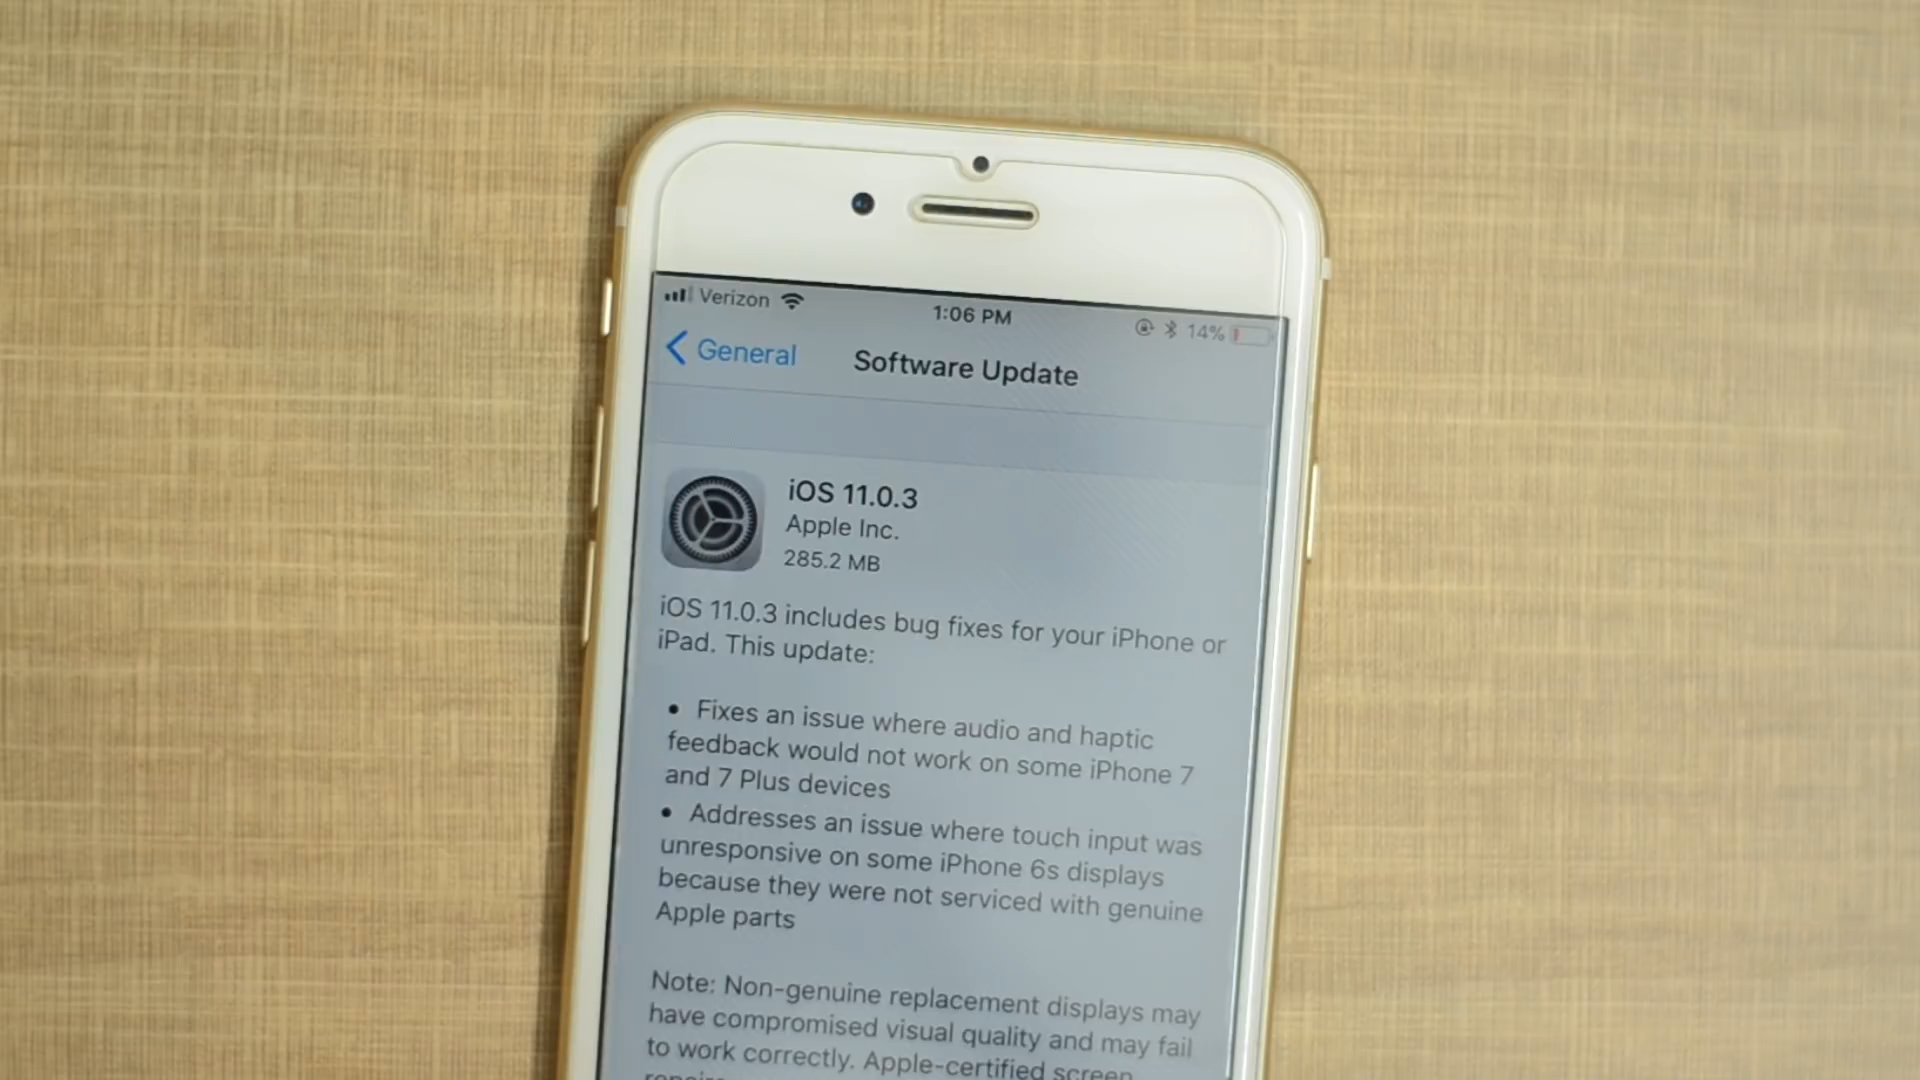 Verizon
1:06 PM
14%
General
Software Update
iOS 11.0.3
Apple Inc.
285.2 MB
iOS 11.0.3 includes bug fixes for your iPhone or
iPad. This update:
• Fixes an issue where audio and haptic
feedback would not work on some iPhone 7
and 7 Plus devices
• Addresses an issue where touch input was
unresponsive on some iPhone 6s displays
because they were not serviced with genuine
Apple parts
Note: Non-genuine replacement displays may
have compromised visual quality and may fail
to work correctly. Apple-certified screen